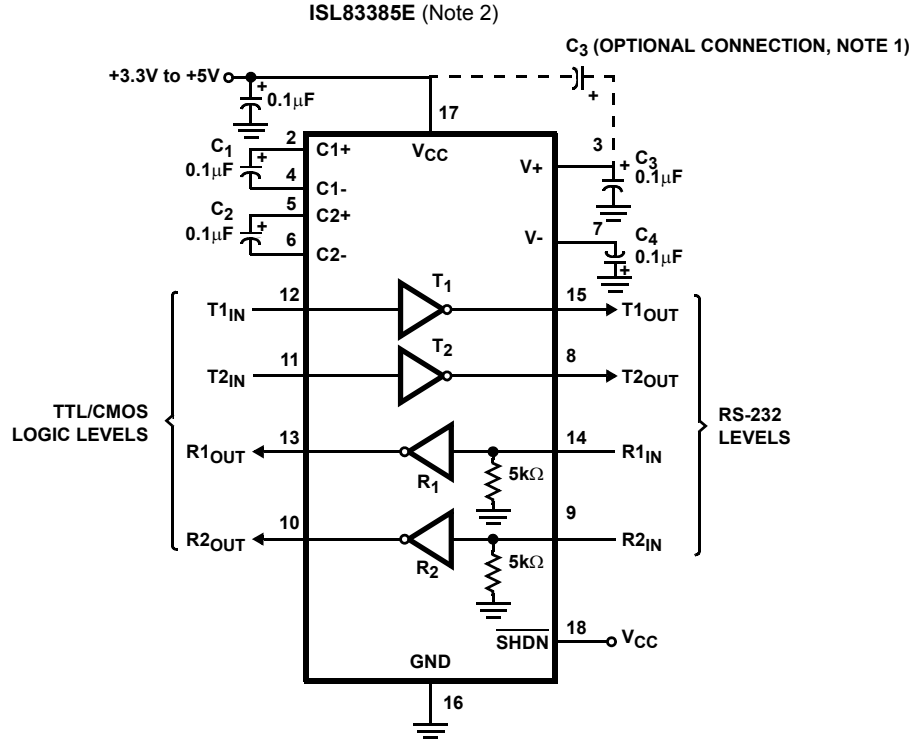 ISL83385E (Note 2)
C3 (OPTIONAL CONNECTION, NOTE 1)
+3.3V to +5V
+
0.1μF
+
17
VCC
C1
0.1μF
+
2
C1+
4
C1-
C2
0.1μF
+
5
C2+
6
C2-
3
V+
+
C3
0.1μF
7
V-
C4
0.1μF
+
T1IN
12
T1
15
T1OUT
T2IN
11
T2
8
T2OUT
TTL/CMOS
LOGIC LEVELS
RS-232
LEVELS
R1OUT
13
R1
5kΩ
14
R1IN
R2OUT
10
R2
5kΩ
9
R2IN
SHDN
18
VCC
GND
16